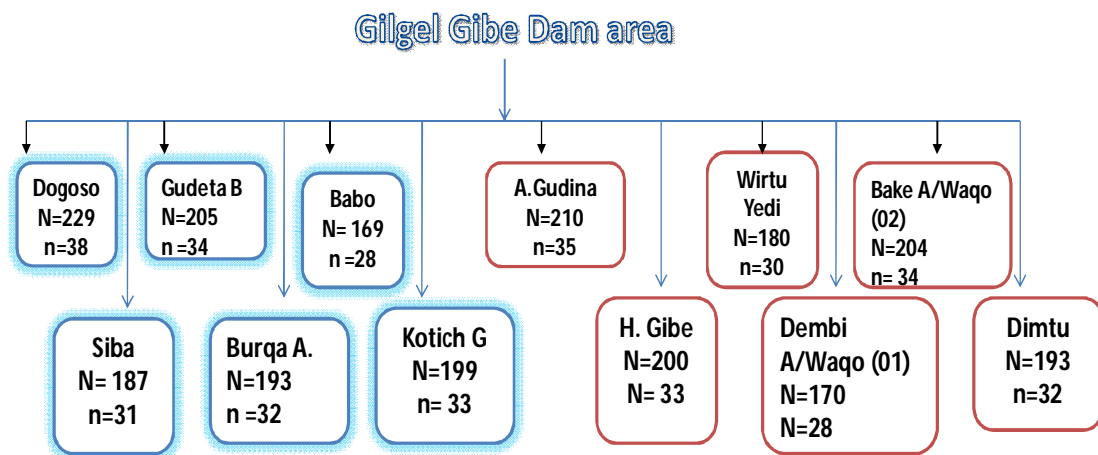 Gilgel Gibe Dam area
Dogoso
N=229
n=38
Gudeta B
N=205
n =34
Babo
N= 169
n =28
A.Gudina
N=210
n=35
Wirtu
Yedi
N=180
n=30
Bake A/Waqo
(02)
N=204
n= 34
Siba
N= 187
n=31
Burqa A.
N=193
n =32
Kotich G
N=199
n= 33
H. Gibe
N=200
N= 33
Dembi
A/Waqo (01)
N=170
N=28
Dimtu
N=193
n=32